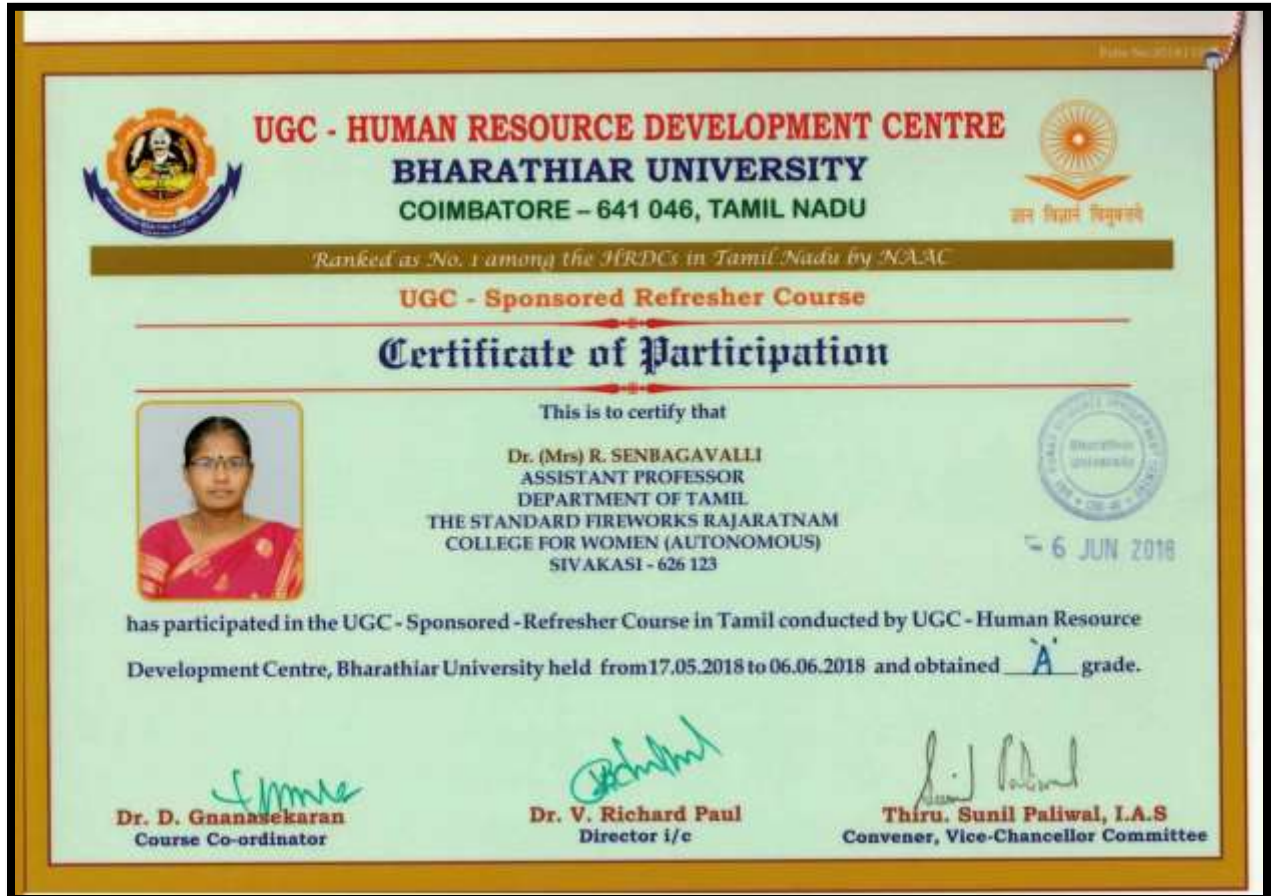 UGC - HUMAN RESOURCE DEVELOPMENT CENTRE
BHARATHIAR UNIVERSITY
COIMBATORE – 641 046, TAMIL NADU
ज्ञान विज्ञानं विमुक्तये
Ranked as No. 1 among the HRDCs in Tamil Nadu by NAAC
UGC - Sponsored Refresher Course
Certificate of Participation
This is to certify that
Dr. (Mrs) R. SENBAGAVALLI
ASSISTANT PROFESSOR
DEPARTMENT OF TAMIL
THE STANDARD FIREWORKS RAJARATNAM
COLLEGE FOR WOMEN (AUTONOMOUS)
SIVAKASI - 626 123
Bharathiar
University
- 6 JUN 2018
has participated in the UGC - Sponsored - Refresher Course in Tamil conducted by UGC - Human Resource
Development Centre, Bharathiar University held from 17.05.2018 to 06.06.2018 and obtained 'A' grade.
Dr. D. Gnanasekaran
Course Co-ordinator
Dr. V. Richard Paul
Director i/c
Thiru. Sunil Paliwal, I.A.S
Convener, Vice-Chancellor Committee